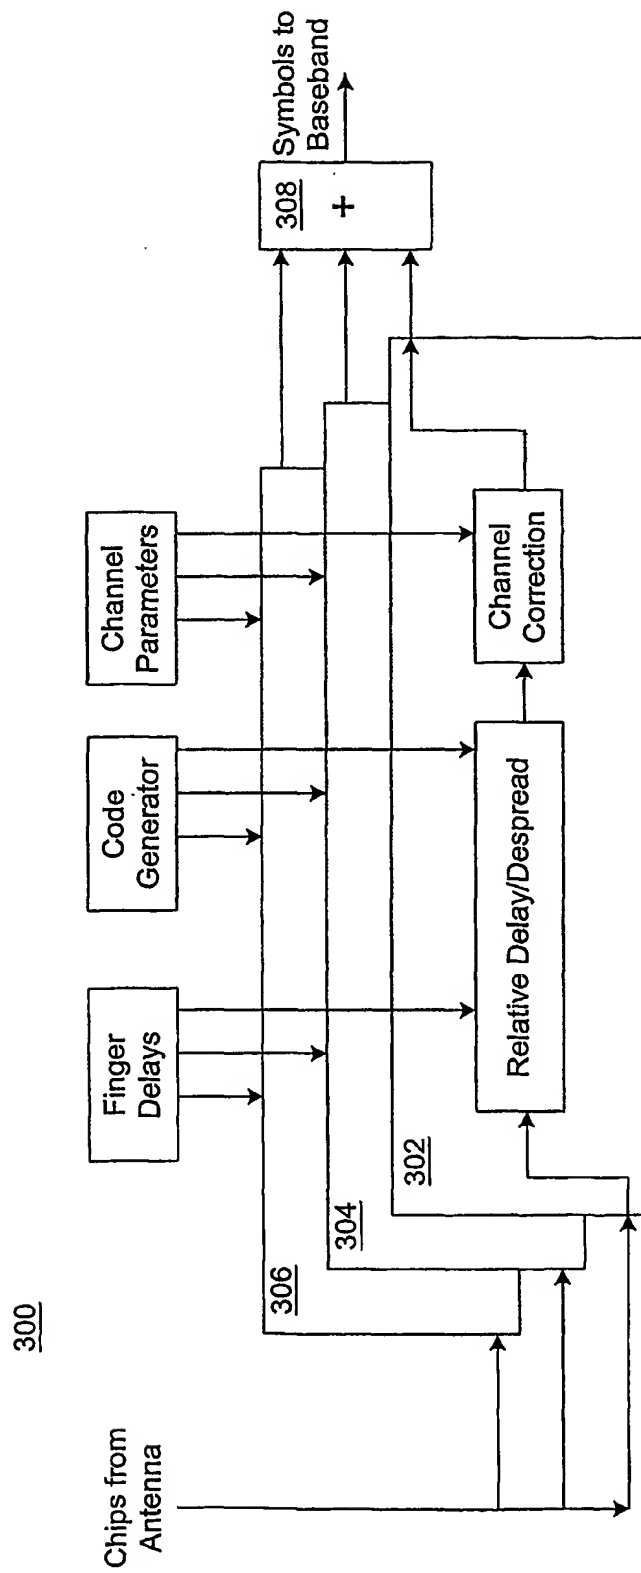 300
Chips from
Antenna
Finger
Delays
Code
Generator
Channel
Parameters
306
304
302
Relative Delay/Despread
Channel
Correction
308
+
Symbols to
Baseband